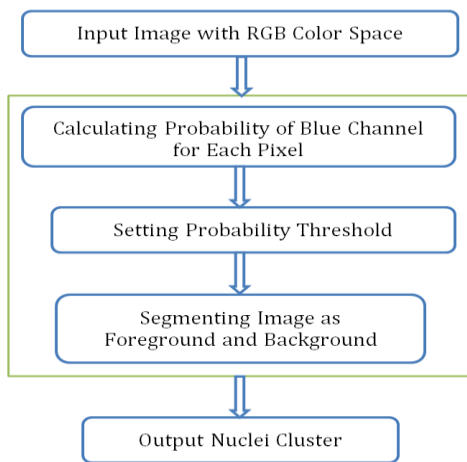 Input Image with RGB Color Space
Calculating Probability of Blue Channel
for Each Pixel
Setting Probability Threshold
Segmenting Image as
Foreground and Background
Output Nuclei Cluster